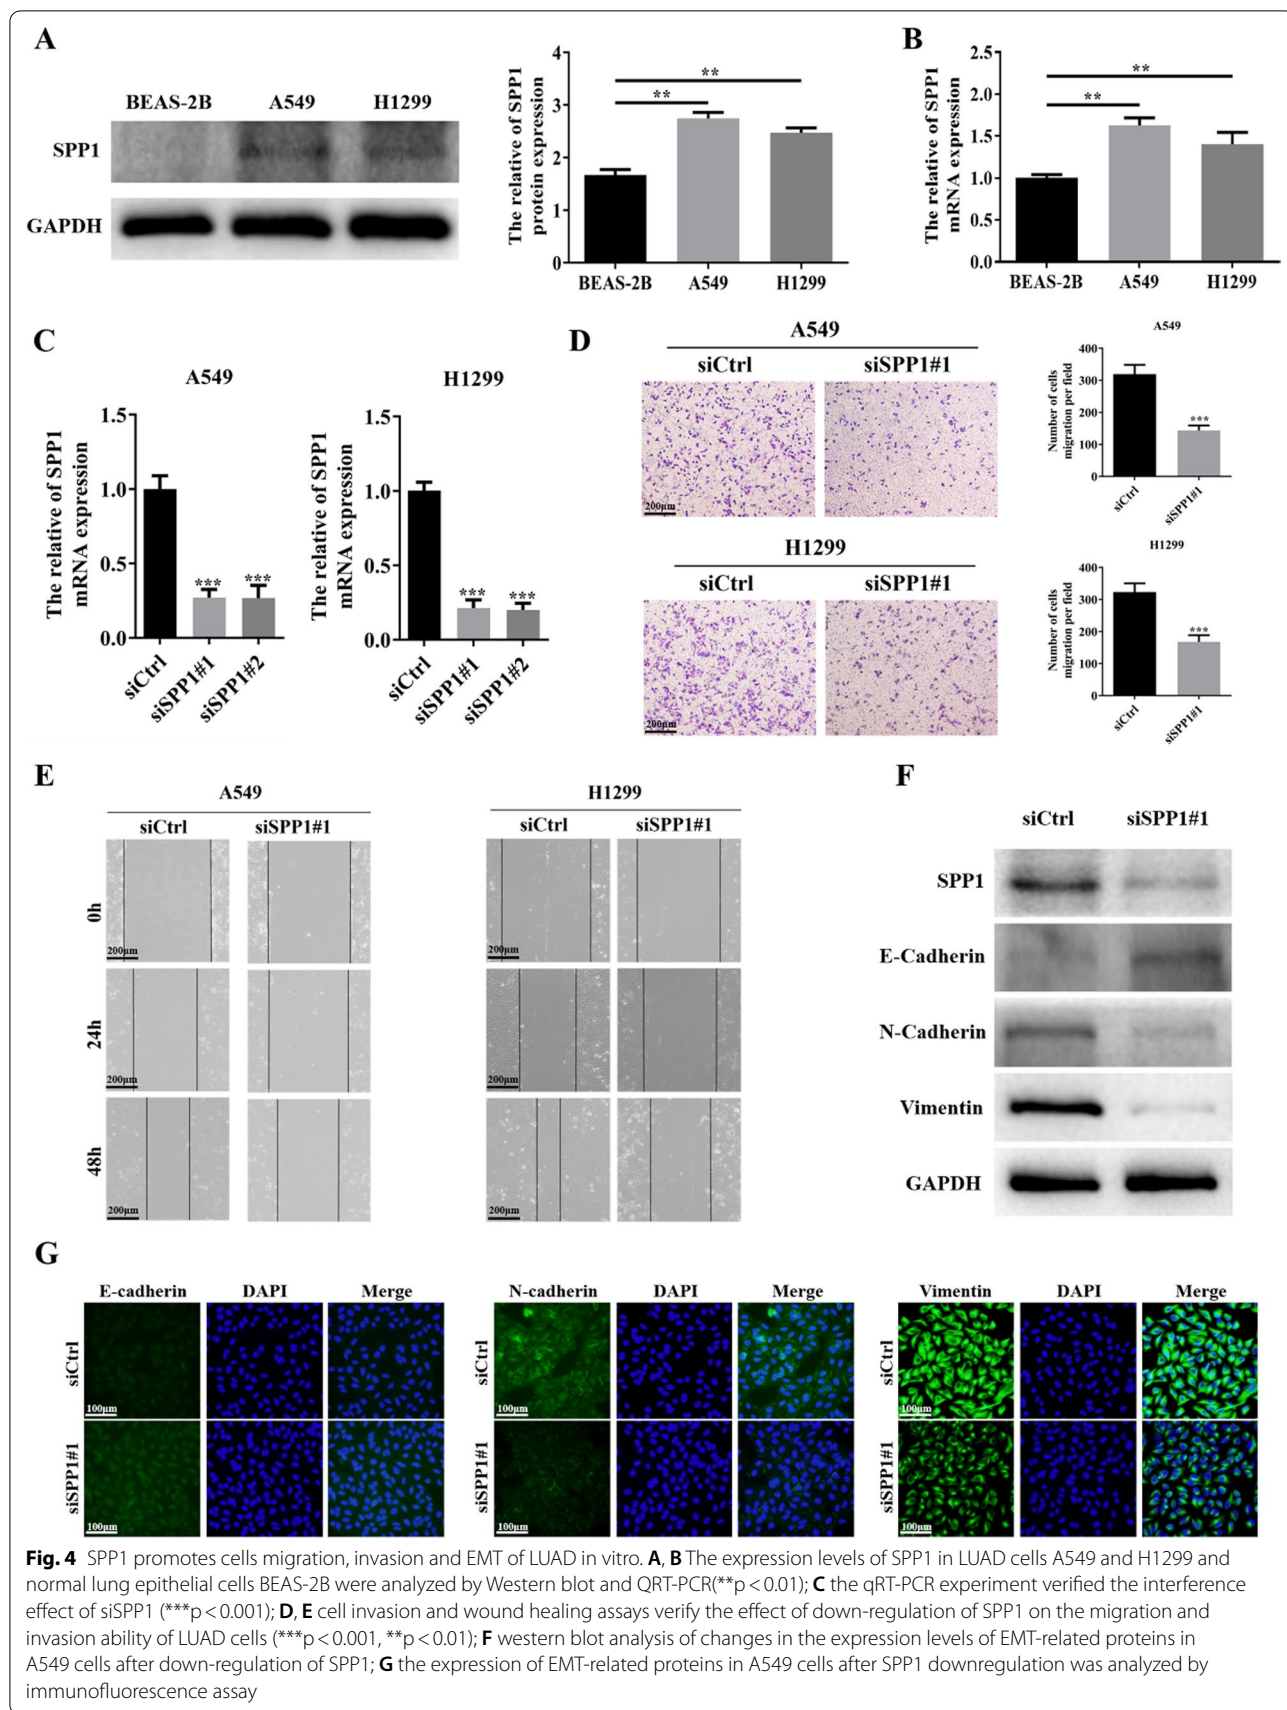 A
BEAS-2B A549 H1299
SPP1
GAPDH
The relative of SPP1
protein expression
4
3
2
1
0
**
**
BEAS-2B A549 H1299
B
The relative of SPP1
mRNA expression
2.5
2.0
1.5
1.0
0.5
0.0
**
**
BEAS-2B A549 H1299
C
A549
The relative of SPP1
mRNA expression
1.5
1.0
0.5
0.0
*** ***
siCtrl
siSPP1#1
siSPP1#2
H1299
The relative of SPP1
mRNA expression
1.5
1.0
0.5
0.0
*** ***
siCtrl
siSPP1#1
siSPP1#2
D
A549
siCtrl siSPP1#1
200μm
A549
Number of cells
migration per field
400
300
200
100
0
***
siCtrl
siSPP1#1
H1299
siCtrl siSPP1#1
200μm
H1299
Number of cells
migration per field
400
300
200
100
0
***
siCtrl
siSPP1#1
E
A549 H1299
siCtrl siSPP1#1 siCtrl siSPP1#1
0h
200μm 200μm
24h
200μm 200μm
48h
200μm 200μm
F
siCtrl siSPP1#1
SPP1
E-Cadherin
N-Cadherin
Vimentin
GAPDH
G
E-cadherin DAPI Merge
siCtrl
100μm
siSPP1#1
100μm
N-cadherin DAPI Merge
siCtrl
100μm
siSPP1#1
100μm
Vimentin DAPI Merge
siCtrl
100μm
siSPP1#1
100μm
Fig. 4 SPP1 promotes cells migration, invasion and EMT of LUAD in vitro. A, B The expression levels of SPP1 in LUAD cells A549 and H1299 and
normal lung epithelial cells BEAS-2B were analyzed by Western blot and QRT-PCR(**p < 0.01); C the qRT-PCR experiment verified the interference
effect of siSPP1 (***p < 0.001); D, E cell invasion and wound healing assays verify the effect of down-regulation of SPP1 on the migration and
invasion ability of LUAD cells (***p < 0.001, **p < 0.01); F western blot analysis of changes in the expression levels of EMT-related proteins in
A549 cells after down-regulation of SPP1; G the expression of EMT-related proteins in A549 cells after SPP1 downregulation was analyzed by
immunofluorescence assay